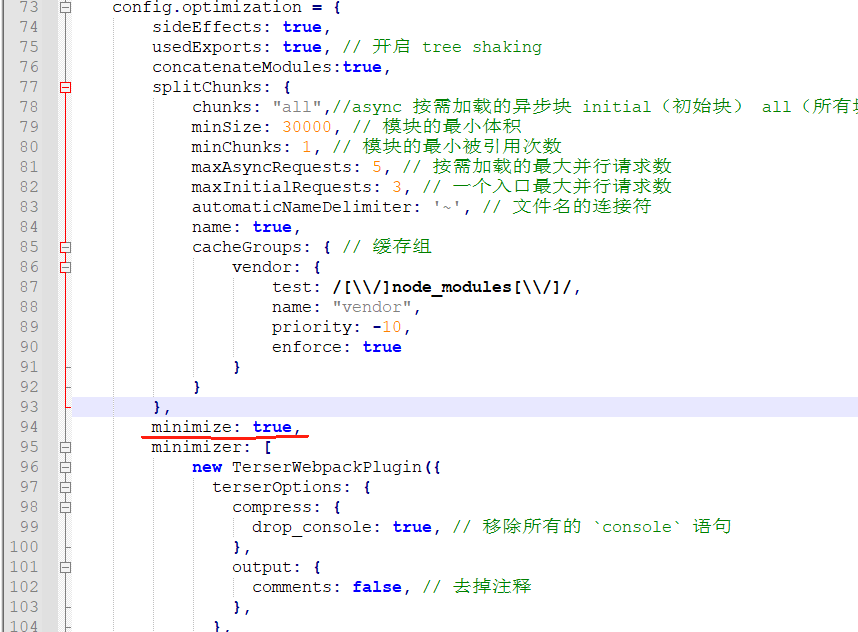 73 config.optimization = {
74 sideEffects: true,
75 usedExports: true, // 开启 tree shaking
76 concatenateModules:true,
77 splitChunks: {
78 chunks: "all",//async 按需加载的异步块 initial（初始块） all（所有
79 minSize: 30000, // 模块的最小体积
80 minChunks: 1, // 模块的最小被引用次数
81 maxAsyncRequests: 5, // 按需加载的最大并行请求数
82 maxInitialRequests: 3, // 一个入口最大并行请求数
83 automaticNameDelimiter: '~', // 文件名的连接符
84 name: true,
85 cacheGroups: { // 缓存组
86 vendor: {
87 test: /[\\/]node_modules[\\/]/,
88 name: "vendor",
89 priority: -10,
90 enforce: true
91 }
92 }
93 },
94 minimize: true,
95 minimizer: [
96 new TerserWebpackPlugin({
97 terserOptions: {
98 compress: {
99 drop_console: true, // 移除所有的 `console` 语句
100 },
101 output: {
102 comments: false, // 去掉注释
103 },
104 },